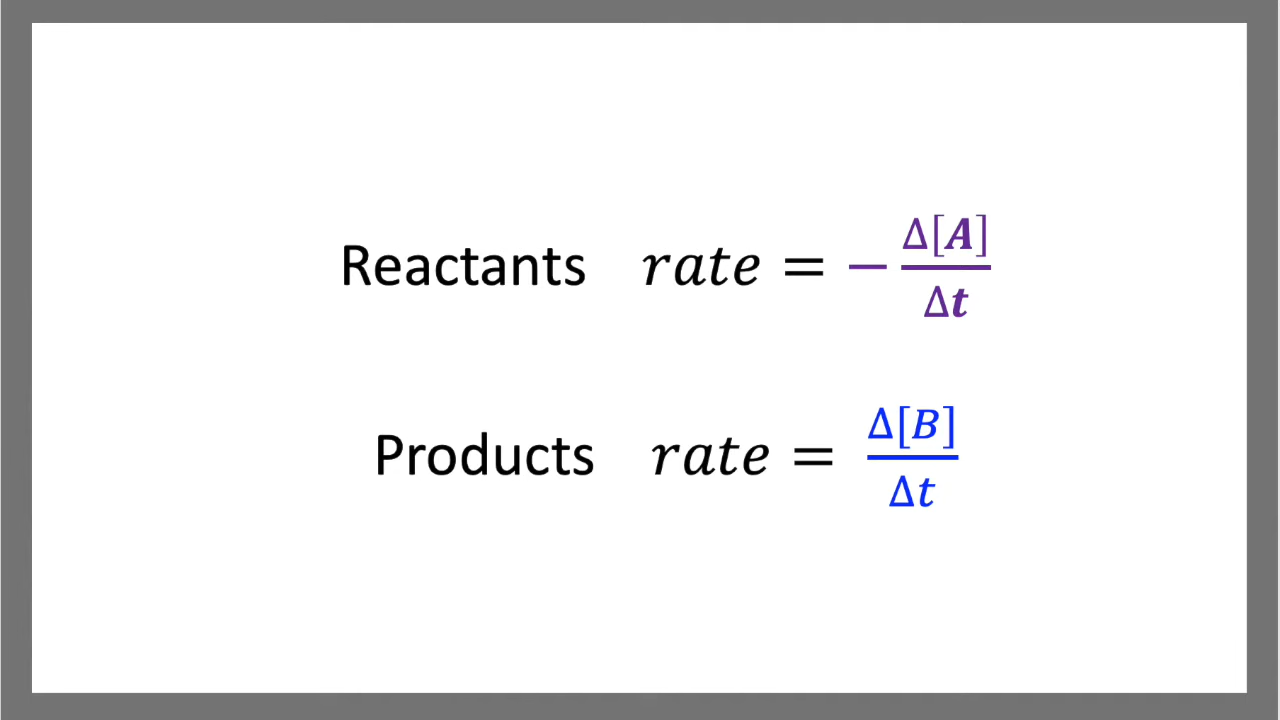 Reactants rate = − Δ[A]/Δt
Products rate = Δ[B]/Δt